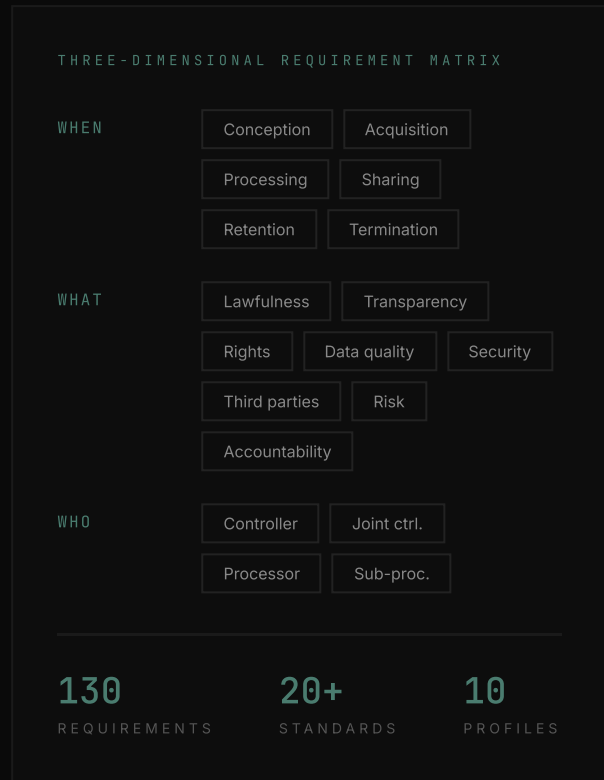 THREE-DIMENSIONAL REQUIREMENT MATRIX
WHEN
Conception Acquisition
Processing Sharing
Retention Termination
WHAT
Lawfulness Transparency
Rights Data quality Security
Third parties Risk
Accountability
WHO
Controller Joint ctrl.
Processor Sub-proc.
130 20+ 10
REQUIREMENTS STANDARDS PROFILES